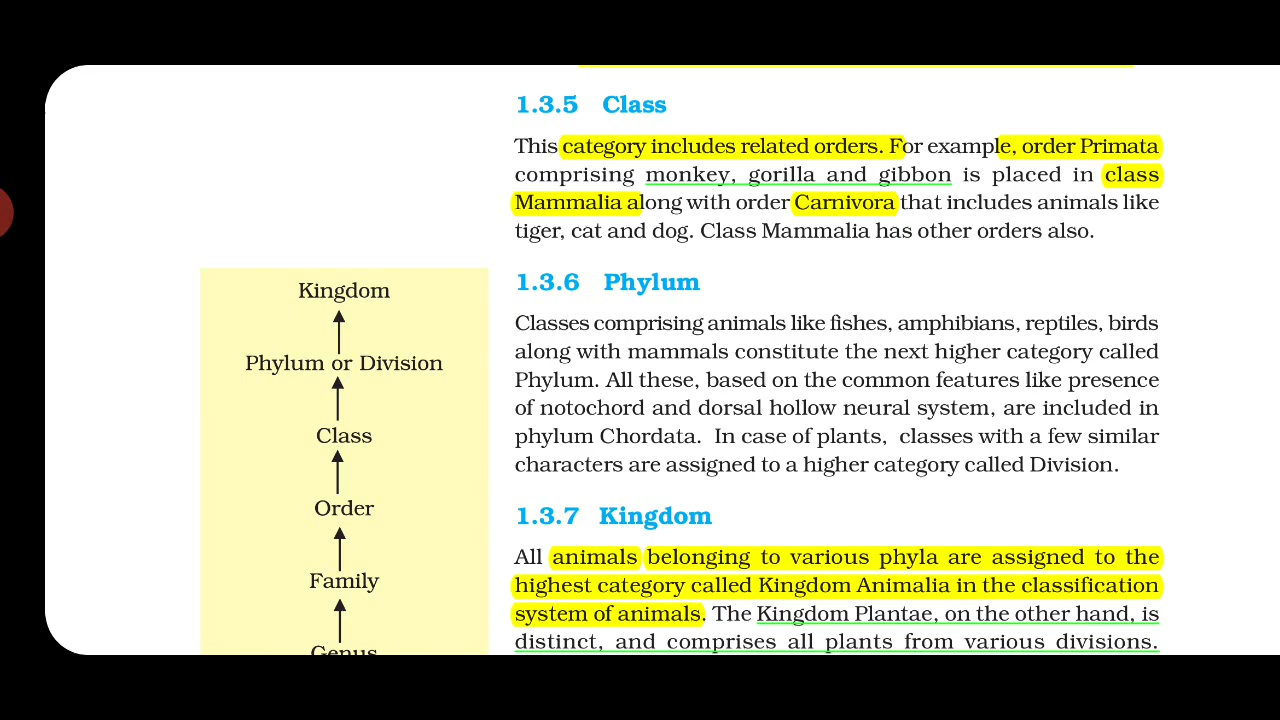 1.3.5 Class
This category includes related orders. For example, order Primata
comprising monkey, gorilla and gibbon is placed in class
Mammalia along with order Carnivora that includes animals like
tiger, cat and dog. Class Mammalia has other orders also.
1.3.6 Phylum
Classes comprising animals like fishes, amphibians, reptiles, birds
along with mammals constitute the next higher category called
Phylum. All these, based on the common features like presence
of notochord and dorsal hollow neural system, are included in
phylum Chordata. In case of plants, classes with a few similar
characters are assigned to a higher category called Division.
1.3.7 Kingdom
All animals belonging to various phyla are assigned to the
highest category called Kingdom Animalia in the classification
system of animals. The Kingdom Plantae, on the other hand, is
distinct, and comprises all plants from various divisions.
Kingdom
Phylum or Division
Class
Order
Family
Genus